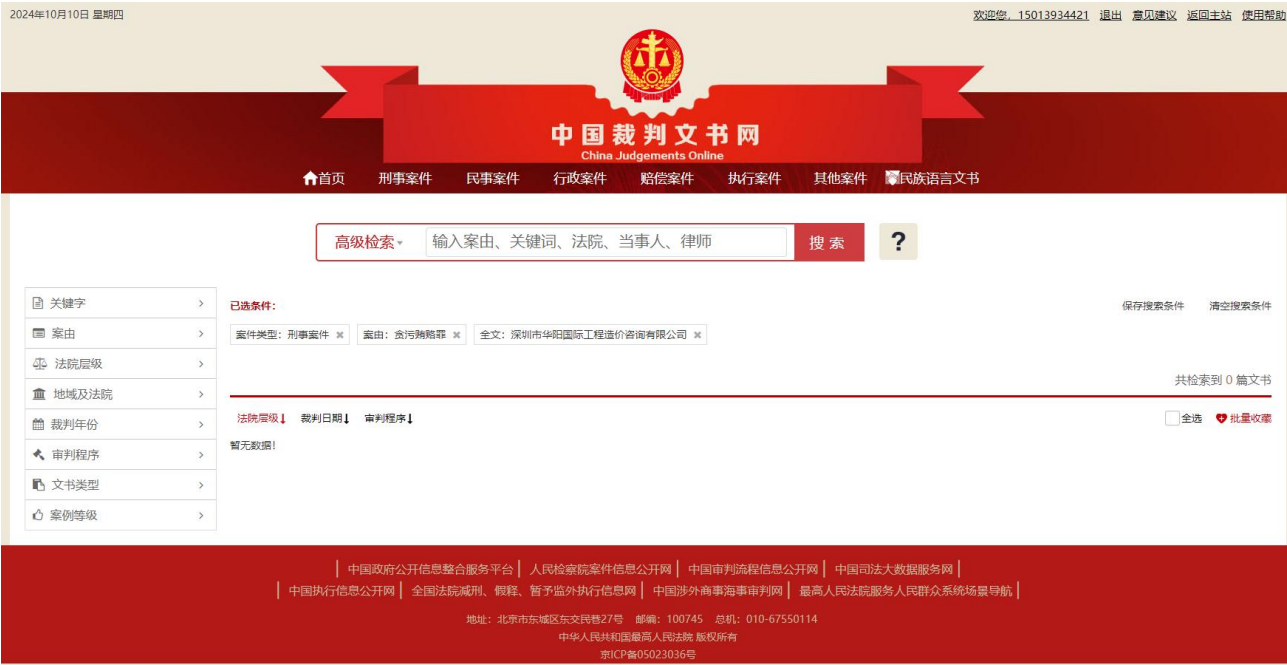 2024年10月10日 星期四
欢迎您，15013934421 退出 意见建议 返回主站 使用帮助
中国裁判文书网
China Judgements Online
首页 刑事案件 民事案件 行政案件 赔偿案件 执行案件 其他案件 民族语言文书
高级检索 输入案由、关键词、法院、当事人、律师 搜索 ?
关键字
案由
法院层级
地域及法院
裁判年份
审判程序
文书类型
案例等级
已选条件： 保存搜索条件 清空搜索条件
案件类型：刑事案件 案由：贪污贿赂罪 全文：深圳市华阳国际工程造价咨询有限公司
共检索到 0 篇文书
法院层级 裁判日期 审判程序 全选 批量收藏
暂无数据！
中国政府公开信息整合服务平台 | 人民检察院案件信息公开网 | 中国审判流程信息公开网 | 中国司法大数据服务网 |
中国执行信息公开网 | 全国法院减刑、假释、暂予监外执行信息网 | 中国涉外商事海事审判网 | 最高人民法院服务人民群众系统场景导航 |
地址：北京市东城区东交民巷27号 邮编：100745 总机：010-67550114
中华人民共和国最高人民法院 版权所有
京ICP备05023036号